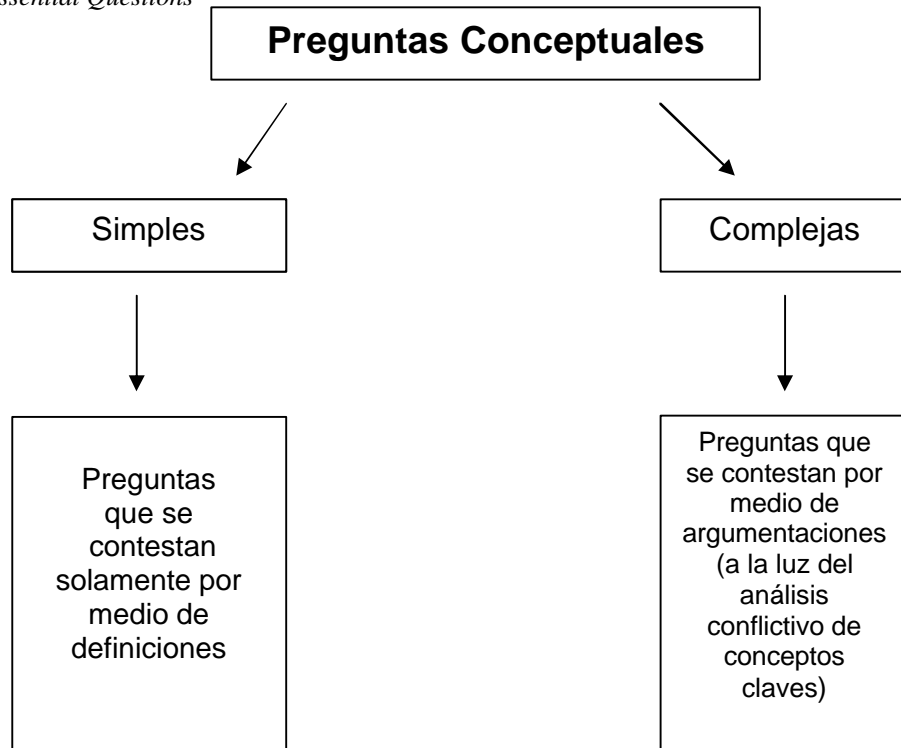 Essential Questions
Preguntas Conceptuales
Simples
Complejas
Preguntas
que se
contestan
solamente por
medio de
definiciones
Preguntas que
se contestan por
medio de
argumentaciones
(a la luz del
análisis
conflictivo de
conceptos
claves)